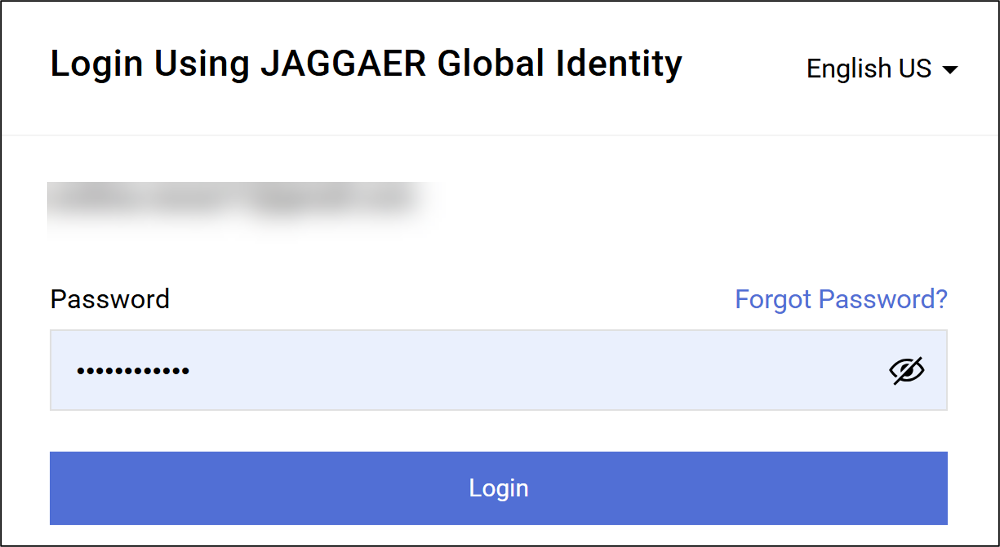 Login Using JAGGAER Global Identity
English US
Password
Forgot Password?
••••••••••••
Login